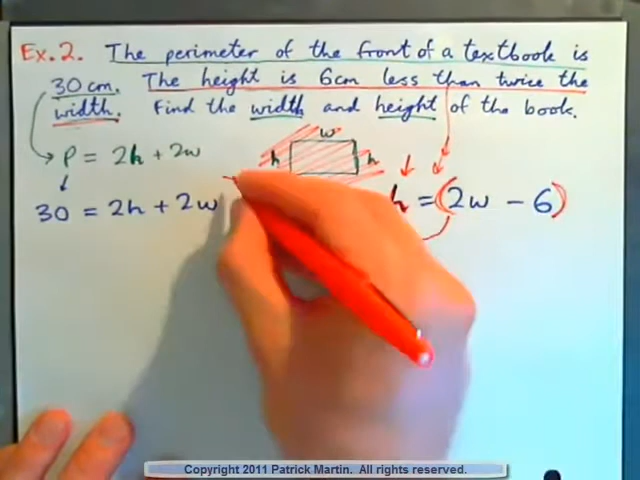 Ex. 2. The perimeter of the front of a textbook is
30 cm. The height is 6cm less than twice the
width. Find the width and height of the book.
P = 2h + 2w
w
h
h
30 = 2h + 2w
h = (2w - 6)
Copyright 2011 Patrick Martin. All rights reserved.